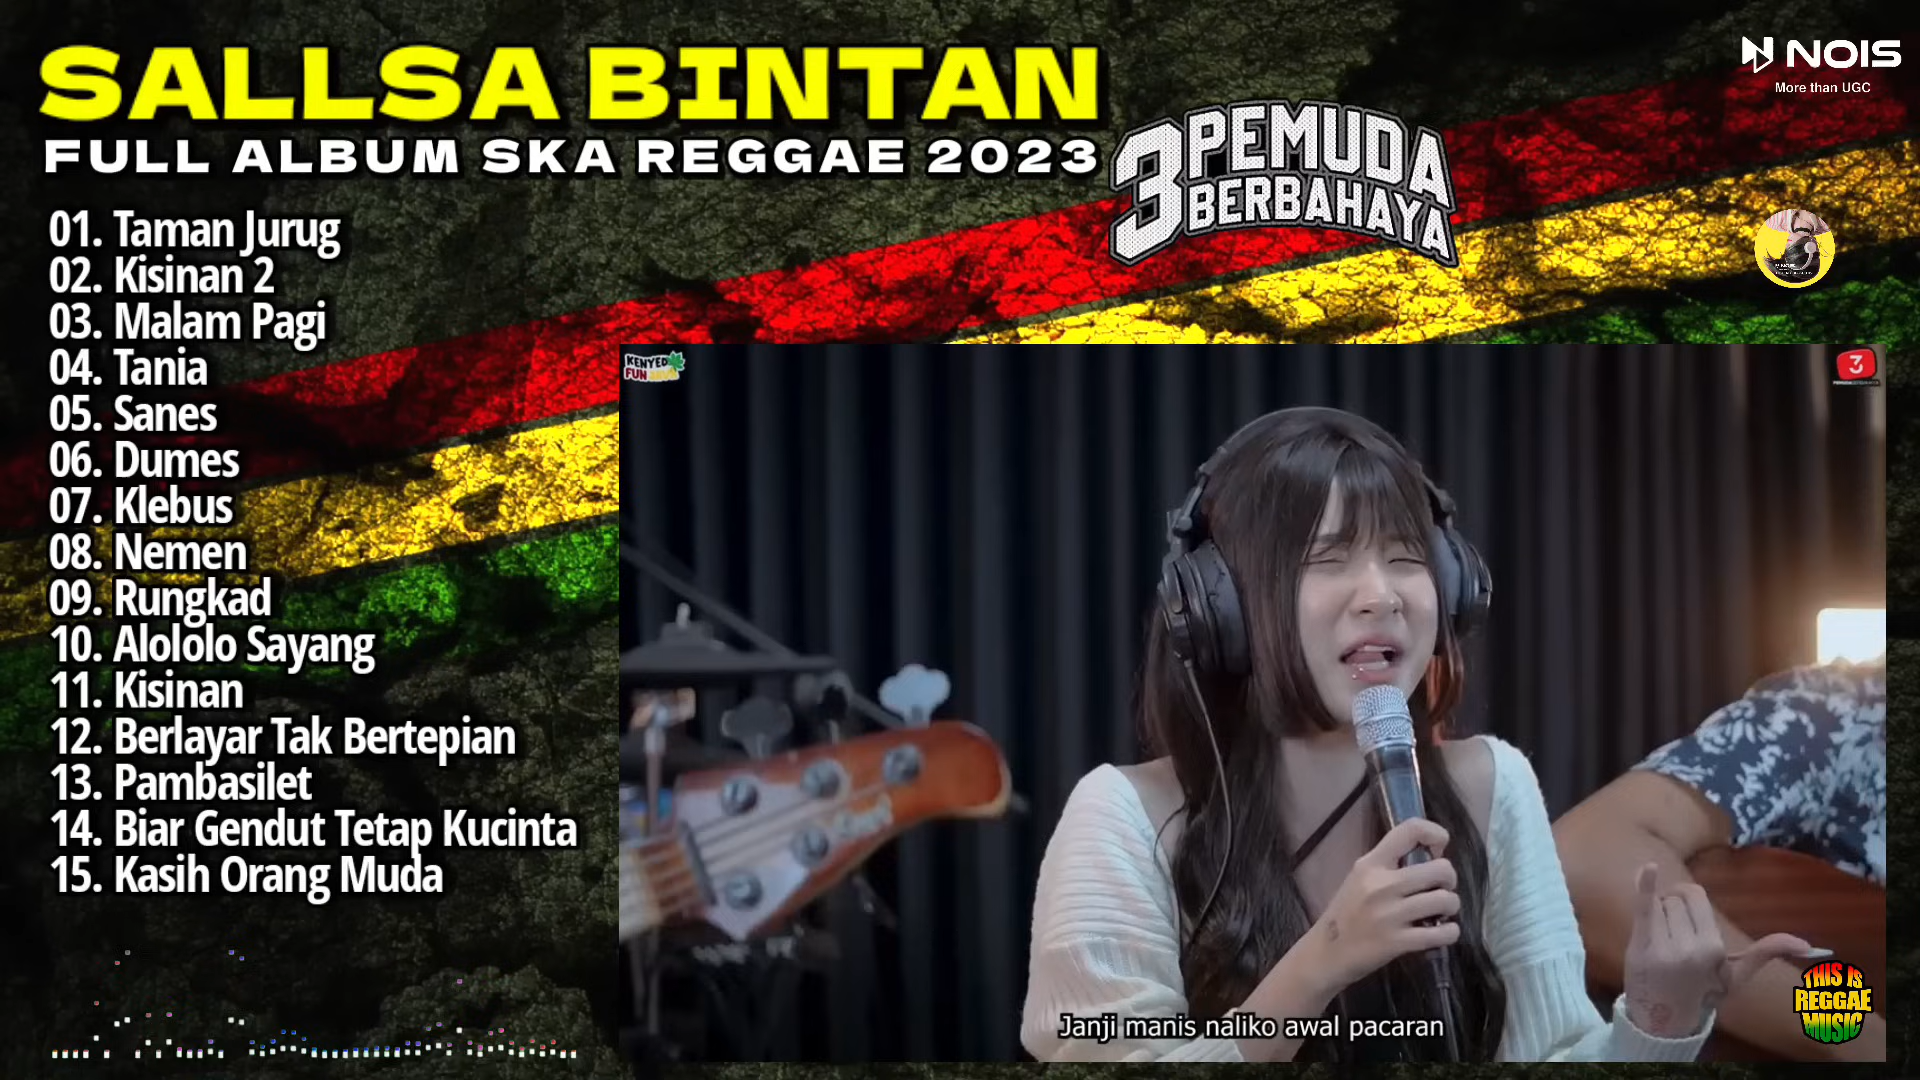 SALLSA BINTAN
FULL ALBUM SKA REGGAE 2023
NOIS
More than UGC
3 PEMUDA
BERBAHAYA
01. Taman Jurug
02. Kisinan 2
03. Malam Pagi
04. Tania
05. Sanes
06. Dumes
07. Klebus
08. Nemen
09. Rungkad
10. Alololo Sayang
11. Kisinan
12. Berlayar Tak Bertepian
13. Pambasilet
14. Biar Gendut Tetap Kucinta
15. Kasih Orang Muda
KENYED
FUN
3
Janji manis naliko awal pacaran
THIS IS
REGGAE
MUSIC